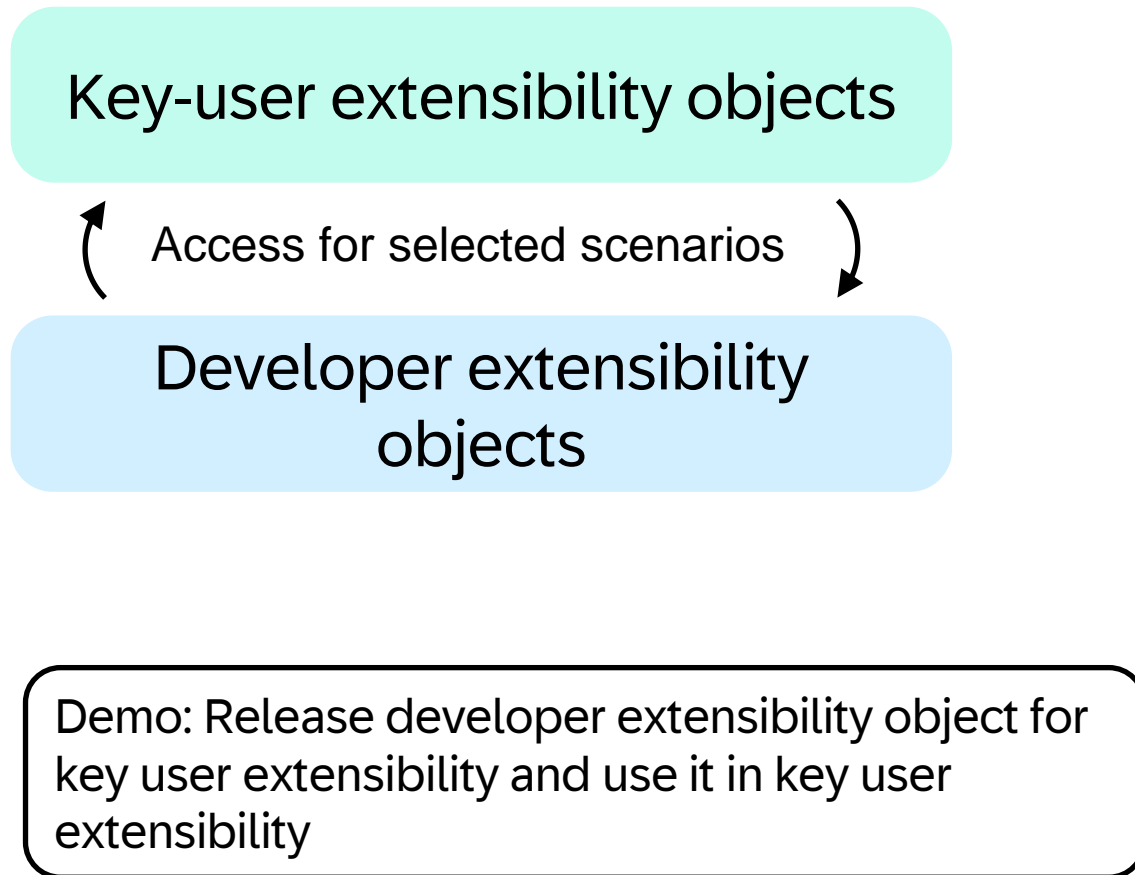 Key-user extensibility objects
Access for selected scenarios
Developer extensibility
objects
Demo: Release developer extensibility object for
key user extensibility and use it in key user
extensibility